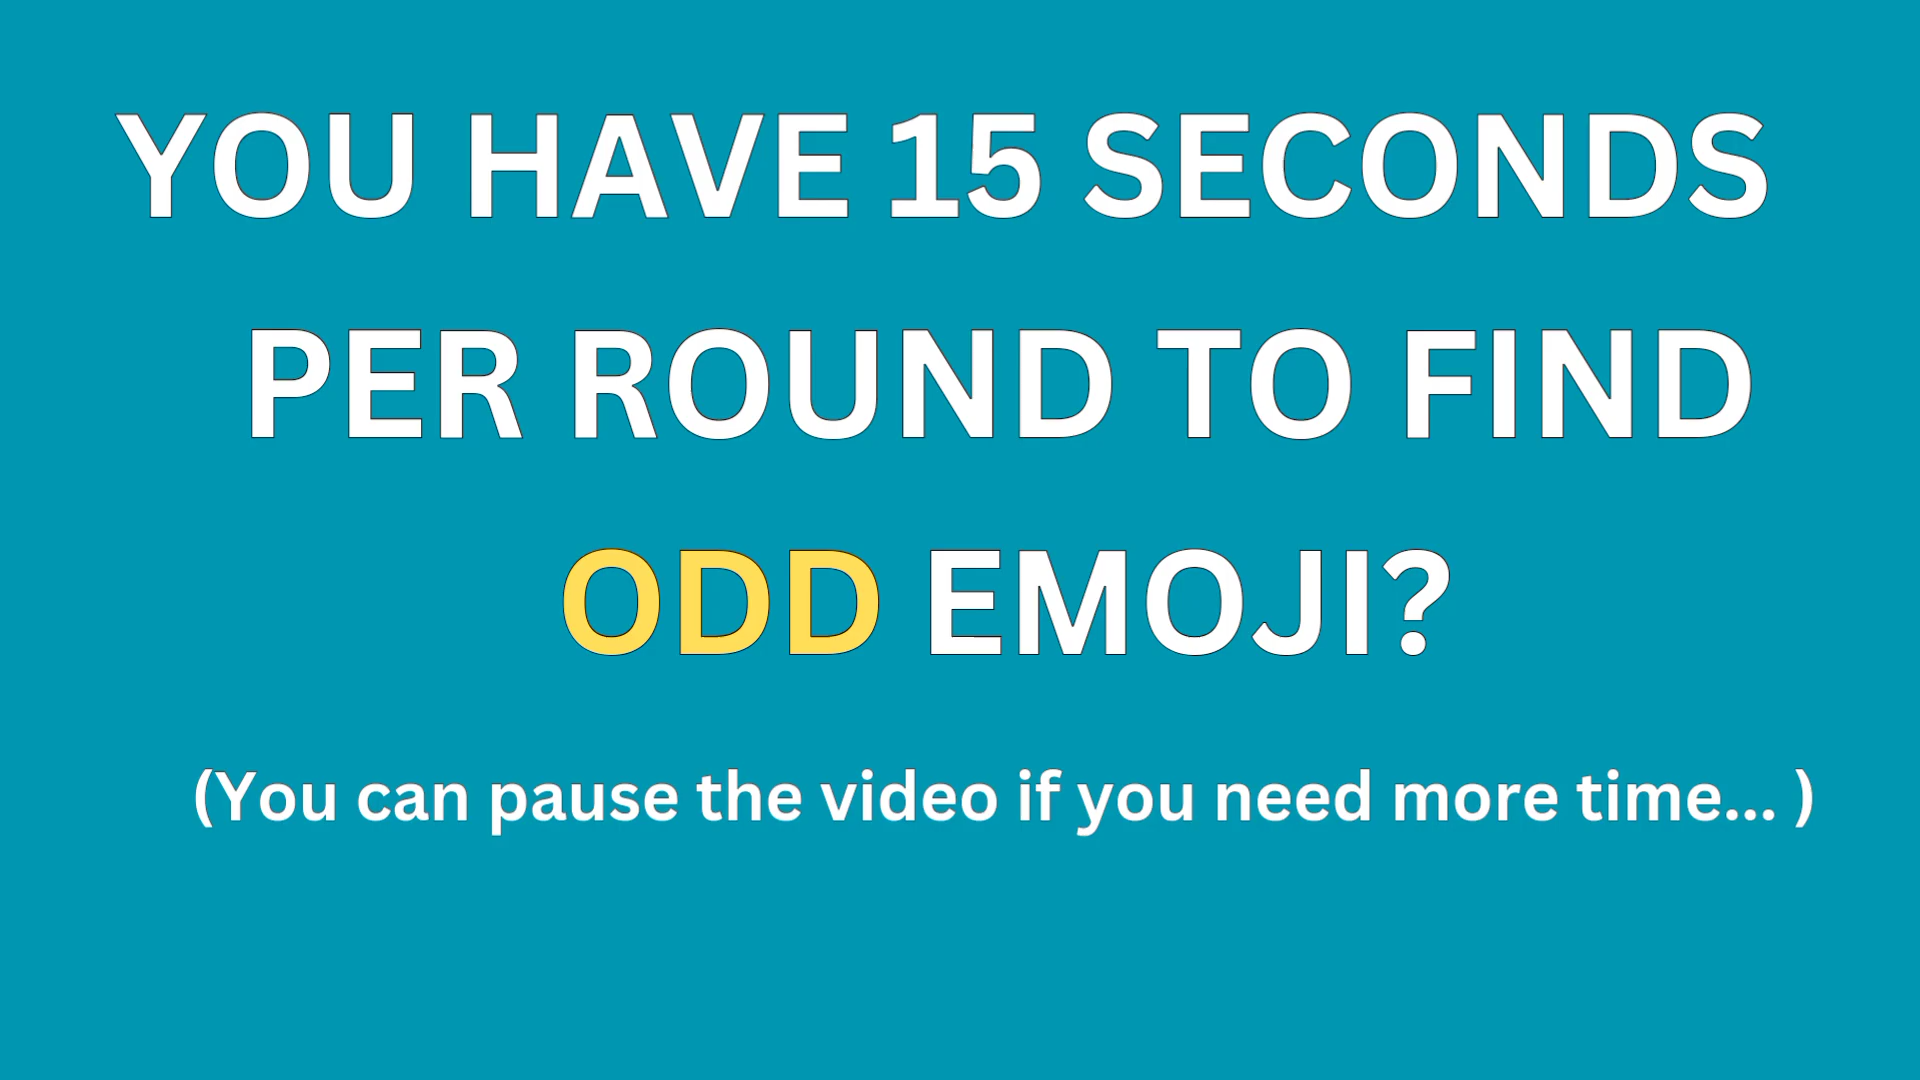 YOU HAVE 15 SECONDS
PER ROUND TO FIND
ODD EMOJI?
(You can pause the video if you need more time... )